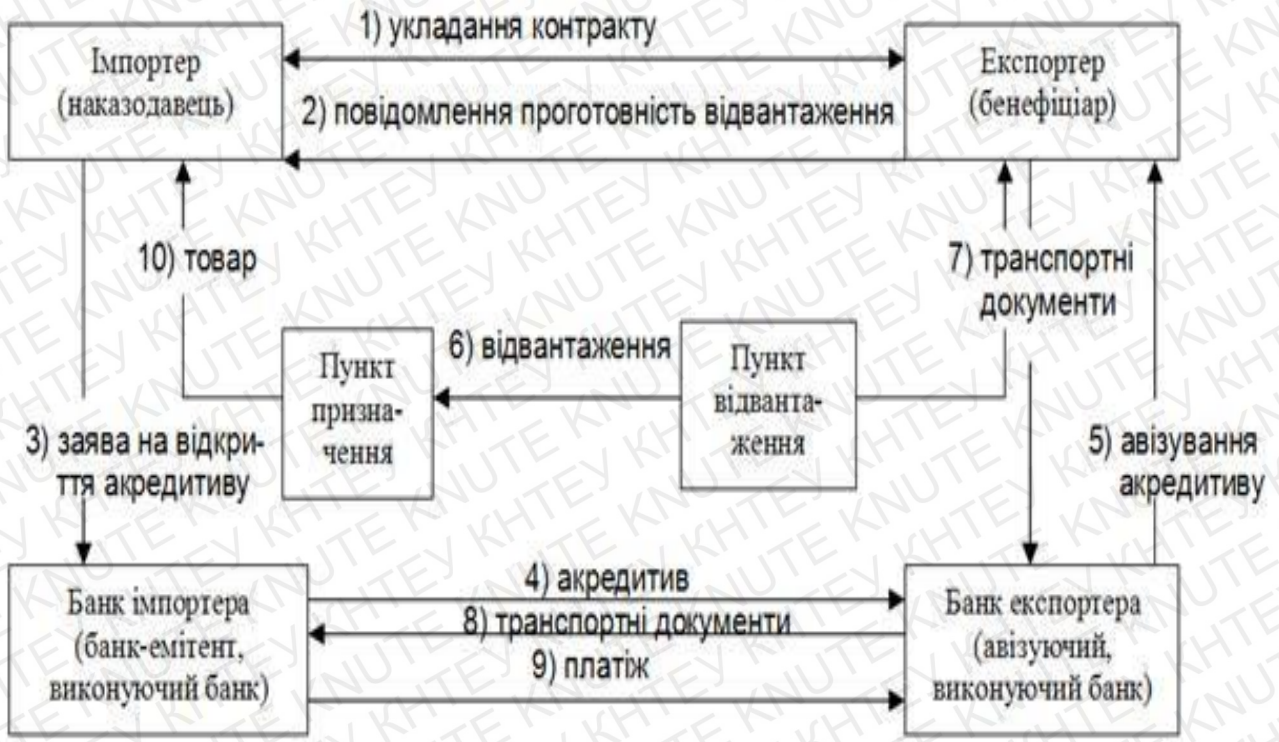 1) укладання контракту
Імпортер
(наказодавець)
Експортер
(бенефіціар)
2) повідомлення проготовність відвантаження
10) товар
7) транспортні
документи
6) відвантаження
Пункт
призна-
чення
Пункт
відванта-
ження
3) заява на відкри-
ття акредитиву
5) авізування
акредитиву
Банк імпортера
(банк-емітент,
виконуючий банк)
4) акредитив
8) транспортні документи
9) платіж
Банк експортера
(авізуючий,
виконуючий банк)
КНТЕУ KNUTE